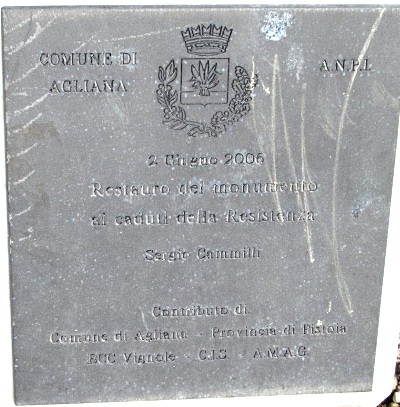 COMUNE DI
AGLIANA
A.N.P.I.
2 Giugno 2006
Restauro del monumento
ai caduti della Resistenza
Sergio Cammilli
Contributo di:
Comune di Agliana - Provincia di Pistoia
BCC Vignole - C.I.S - A.M.A.G.